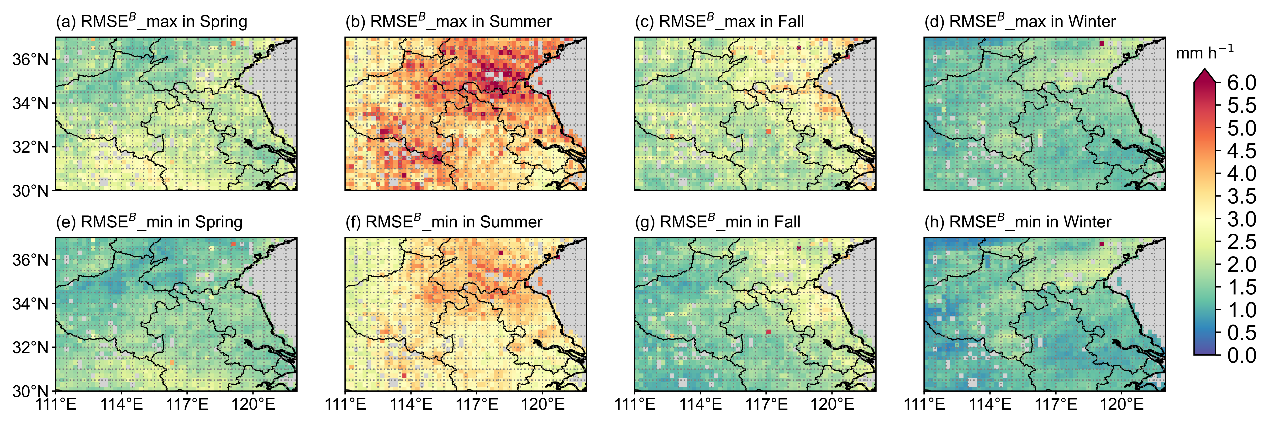 (a) RMSE^B_max in Spring
(b) RMSE^B_max in Summer
(c) RMSE^B_max in Fall
(d) RMSE^B_max in Winter
mm h⁻¹
36°N
34°N
32°N
30°N
6.0
5.5
5.0
4.5
4.0
3.5
3.0
2.5
2.0
1.5
1.0
0.5
0.0
(e) RMSE^B_min in Spring
(f) RMSE^B_min in Summer
(g) RMSE^B_min in Fall
(h) RMSE^B_min in Winter
36°N
34°N
32°N
30°N
111°E 114°E 117°E 120°E 111°E 114°E 117°E 120°E 111°E 114°E 117°E 120°E 111°E 114°E 117°E 120°E